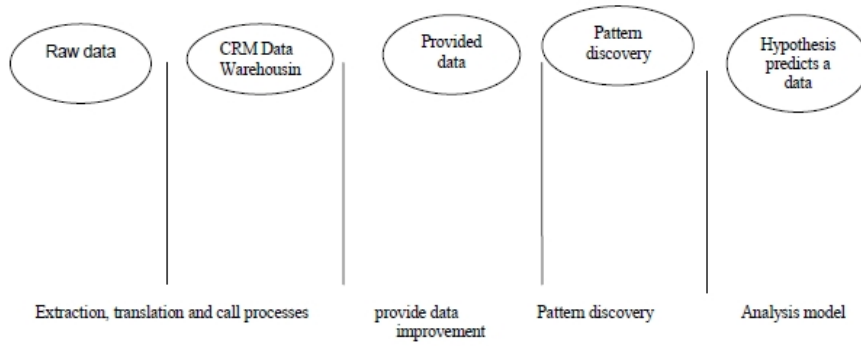 Raw data
CRM Data
Warehousin
Provided
data
Pattern
discovery
Hypothesis
predicts a
data
Extraction, translation and call processes
provide data
improvement
Pattern discovery
Analysis model